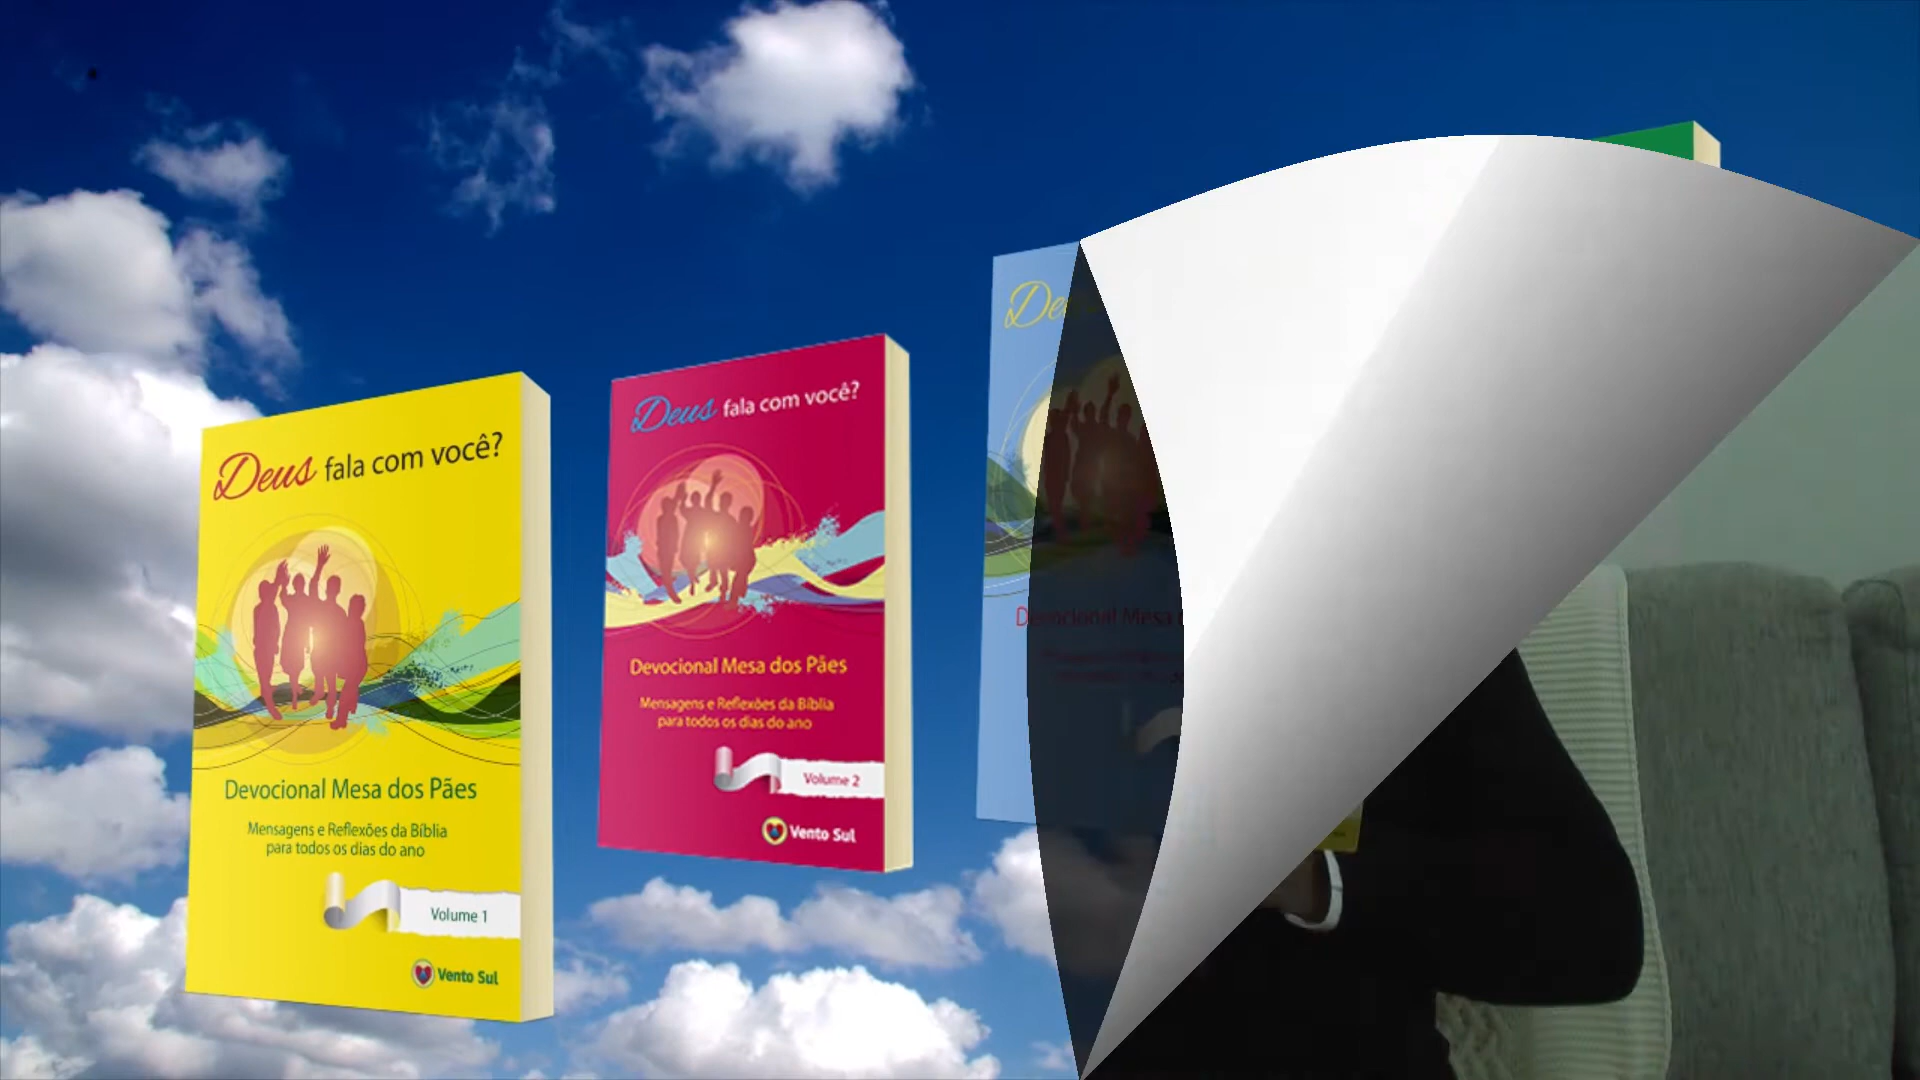 Deus fala com você?
Devocional Mesa dos Pães
Mensagens e Reflexões da Bíblia
para todos os dias do ano
Volume 1
Vento Sul
Deus fala com você?
Devocional Mesa dos Pães
Mensagens e Reflexões da Bíblia
para todos os dias do ano
Volume 2
Vento Sul
Devocional Mesa